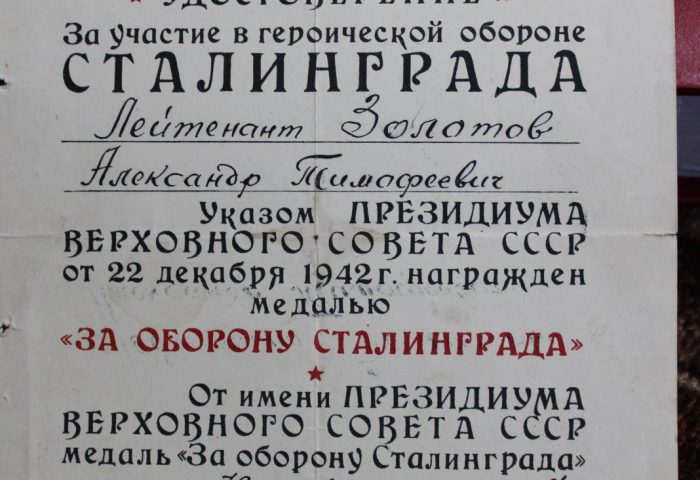 УДОСТОВЕРЕНИЕ
За участие в героической обороне
СТАЛИНГРАДА
Лейтенант Золотов
Александр Тимофеевич
Указом ПРЕЗИДИУМА
ВЕРХОВНОГО СОВЕТА СССР
от 22 декабря 1942 г. награжден
медалью
«ЗА ОБОРОНУ СТАЛИНГРАДА»
От имени ПРЕЗИДИУМА
ВЕРХОВНОГО СОВЕТА СССР
медаль «За оборону Сталинграда»